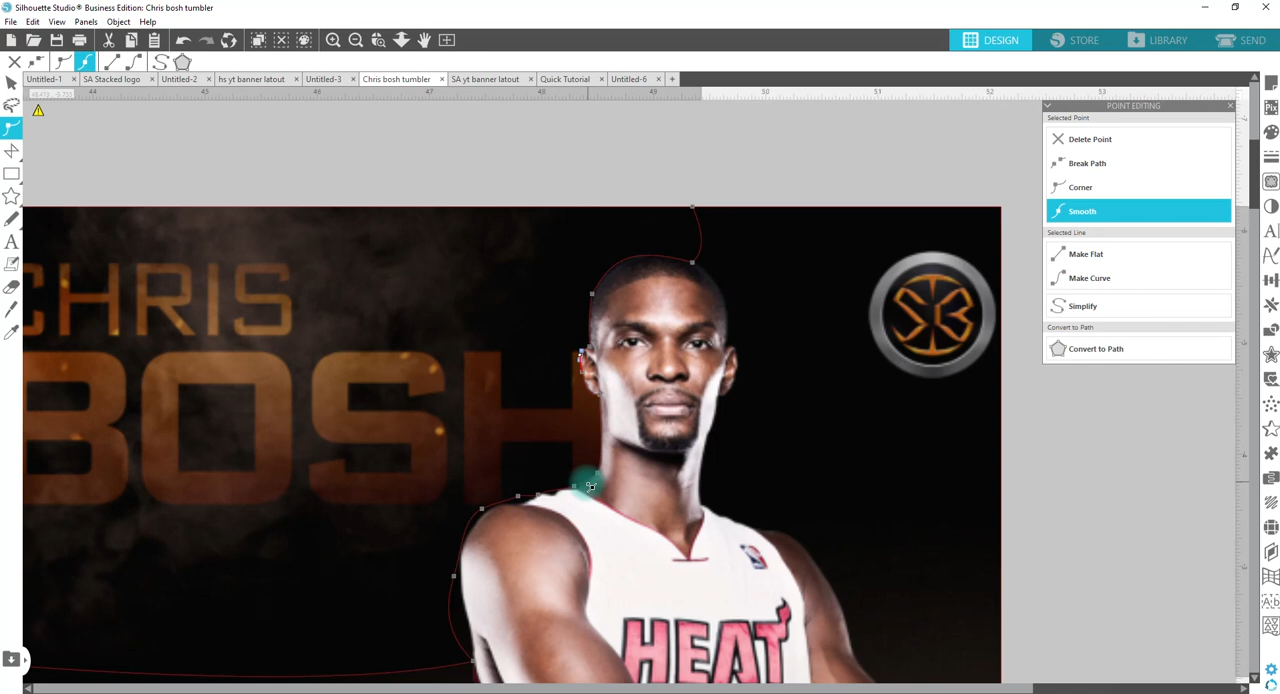 Silhouette Studio® Business Edition: Chris bosh tumbler
File Edit View Panels Object Help
DESIGN STORE LIBRARY SEND
Untitled-1 SA Stacked logo Untitled-2 hs yt banner latout Untitled-3 Chris bosh tumbler SA yt banner latout Quick Tutorial Untitled-6 +
44 45 46 47 48 49 50 51 52 53
POINT EDITING
Selected Point
Delete Point
Break Path
Corner
Smooth
Selected Line
Make Flat
Make Curve
Simplify
Convert to Path
Convert to Path
CHRIS
BOSH
HEAT